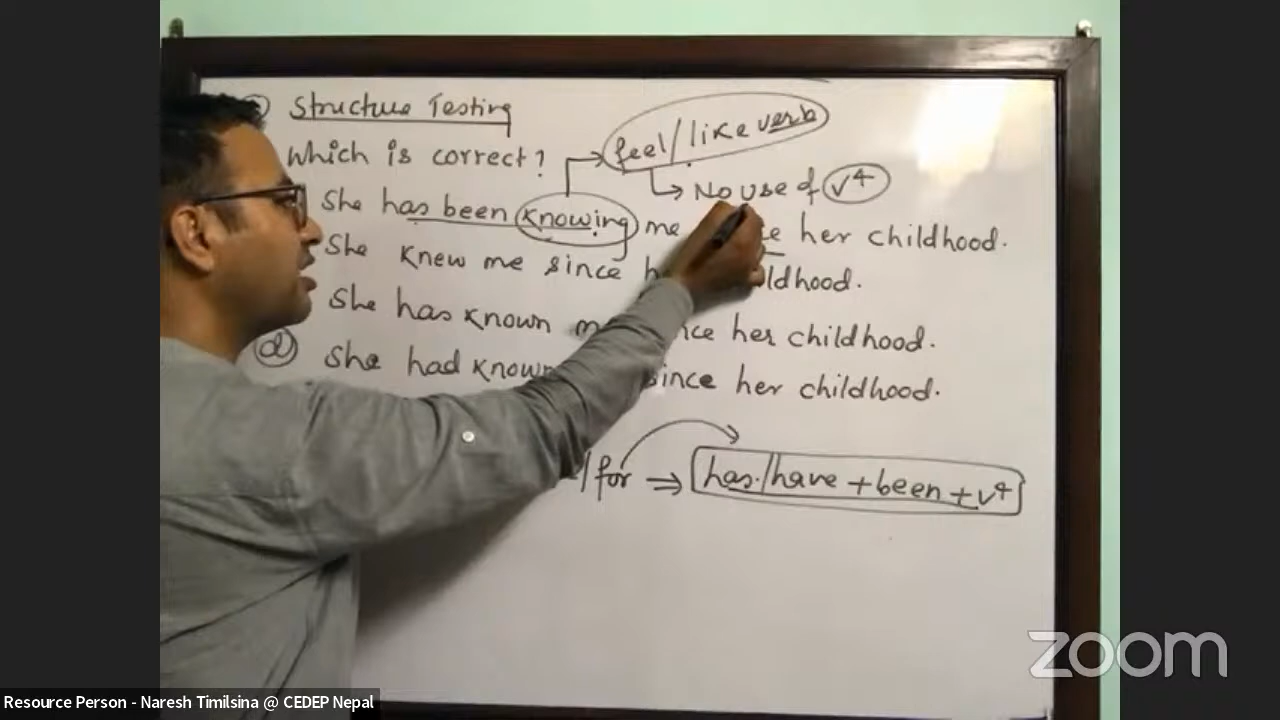 Structure Testing
Which is correct?
feel/like verb
No use of v4
She has been knowing me her childhood.
She knew me since childhood.
She has known her childhood.
d) She had known since her childhood.
/for ⇒ has/have + been + v4
zoom
Resource Person - Naresh Timilsina @ CEDEP Nepal